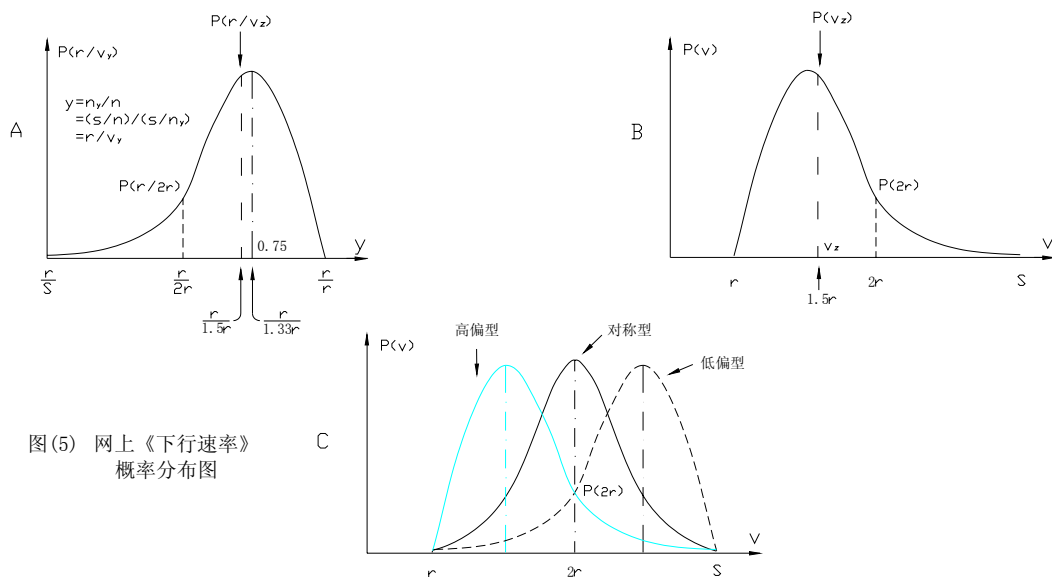 P(r/vz)
P(r/vy)
y=ny/n
=(s/n)/(s/ny)
=r/vy
A
P(r/2r)
0.75
y
r/s
r/2r
r/r
r/1.5r
r/1.33r
P(vz)
P(v)
B
P(2r)
vz
v
r
2r
s
1.5r
P(v)
高偏型
对称型
低偏型
C
P(2r)
v
r
2r
s
图(5) 网上《下行速率》
概率分布图